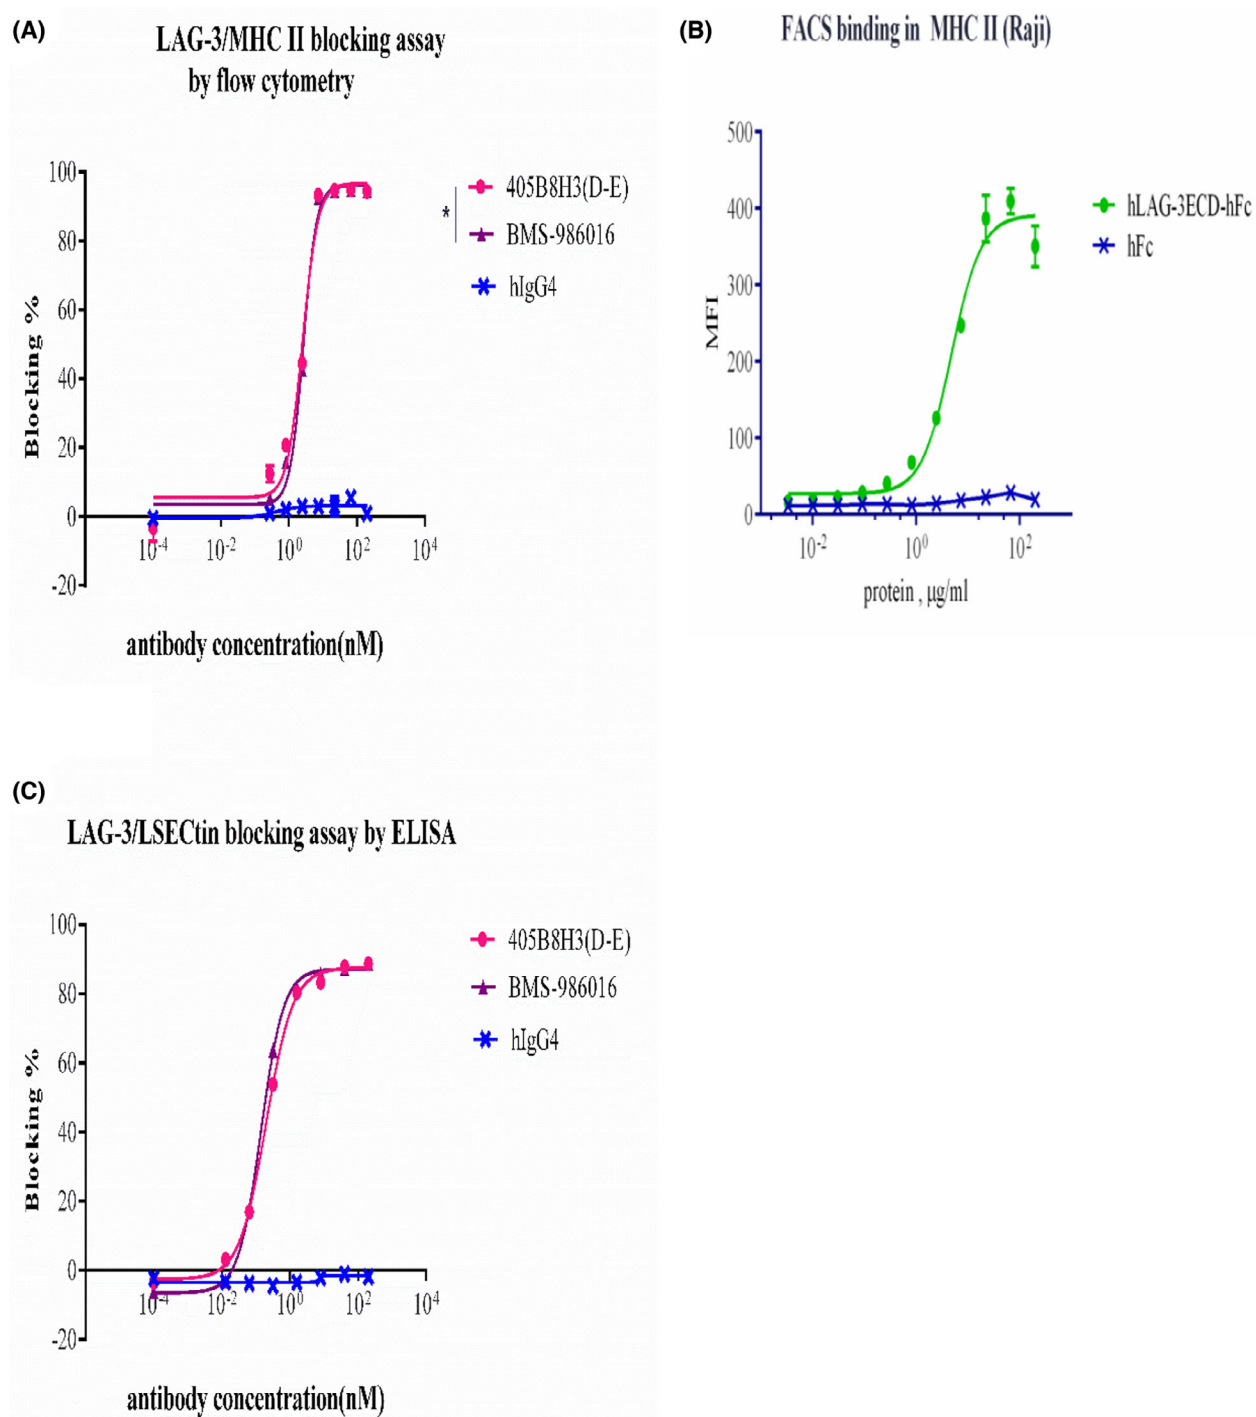 (A)
LAG-3/MHC II blocking assay
by flow cytometry
100
80
60
40
20
0
-20
Blocking %
10-4
10-2
100
102
104
antibody concentration(nM)
405B8H3(D-E)
*
BMS-986016
hIgG4
(B)
FACS binding in MHC II (Raji)
500
400
300
200
100
0
MFI
10-2
100
102
protein , μg/ml
hLAG-3ECD-hFc
hFc
(C)
LAG-3/LSECtin blocking assay by ELISA
100
80
60
40
20
0
-20
Blocking %
10-4
10-2
100
102
104
antibody concentration(nM)
405B8H3(D-E)
BMS-986016
hIgG4